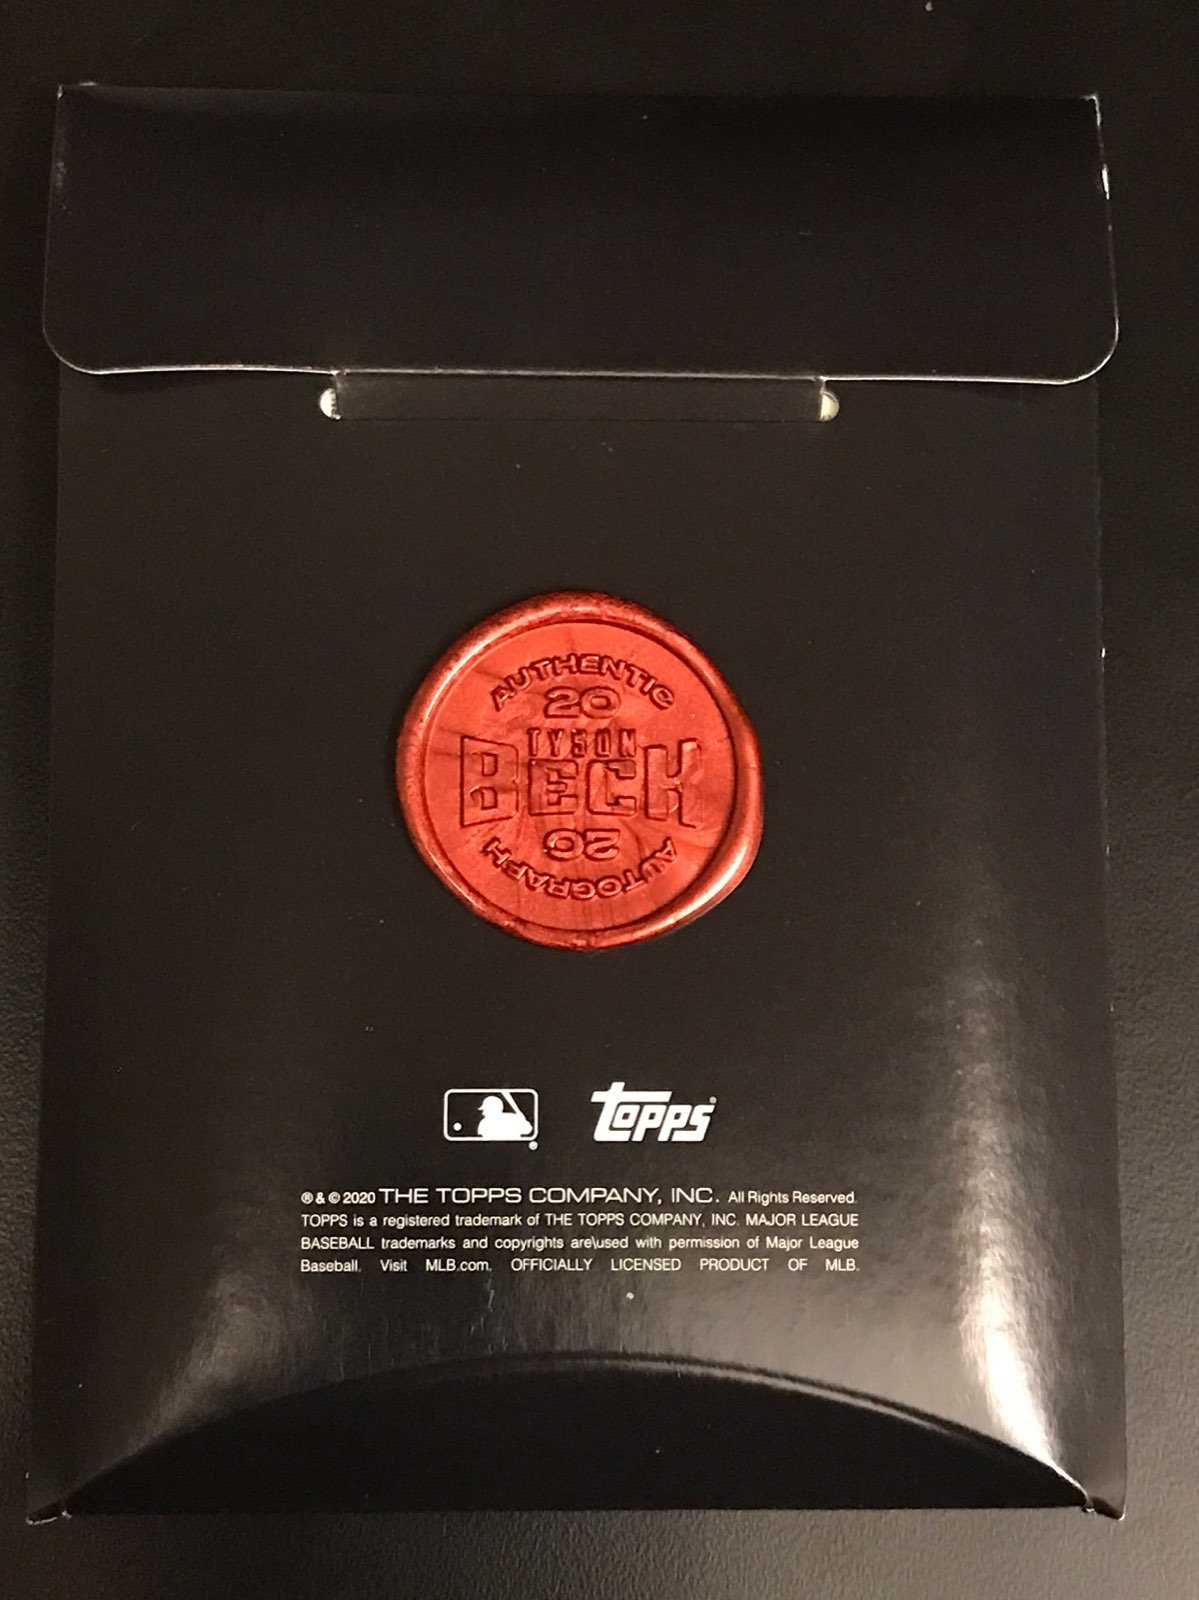 AUTHENTIC
20
TYSON
BECK
20
AUTOGRAPH
topps®
® & © 2020 THE TOPPS COMPANY, INC. All Rights Reserved.
TOPPS is a registered trademark of THE TOPPS COMPANY, INC. MAJOR LEAGUE
BASEBALL trademarks and copyrights are\used with permission of Major League
Baseball. Visit MLB.com. OFFICIALLY LICENSED PRODUCT OF MLB.